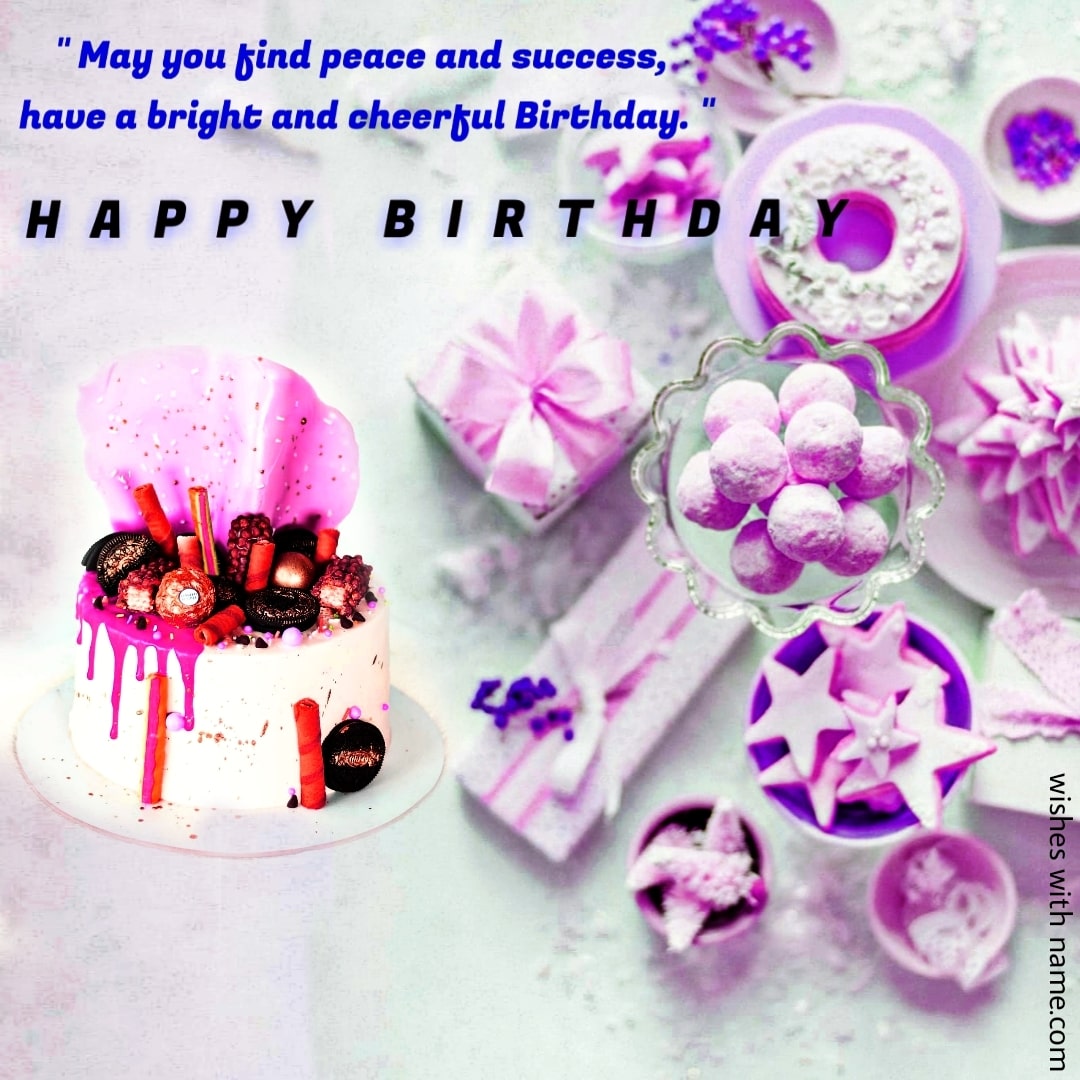 " May you find peace and success,
have a bright and cheerful Birthday. "
HAPPY BIRTHDAY
wishes with name.com